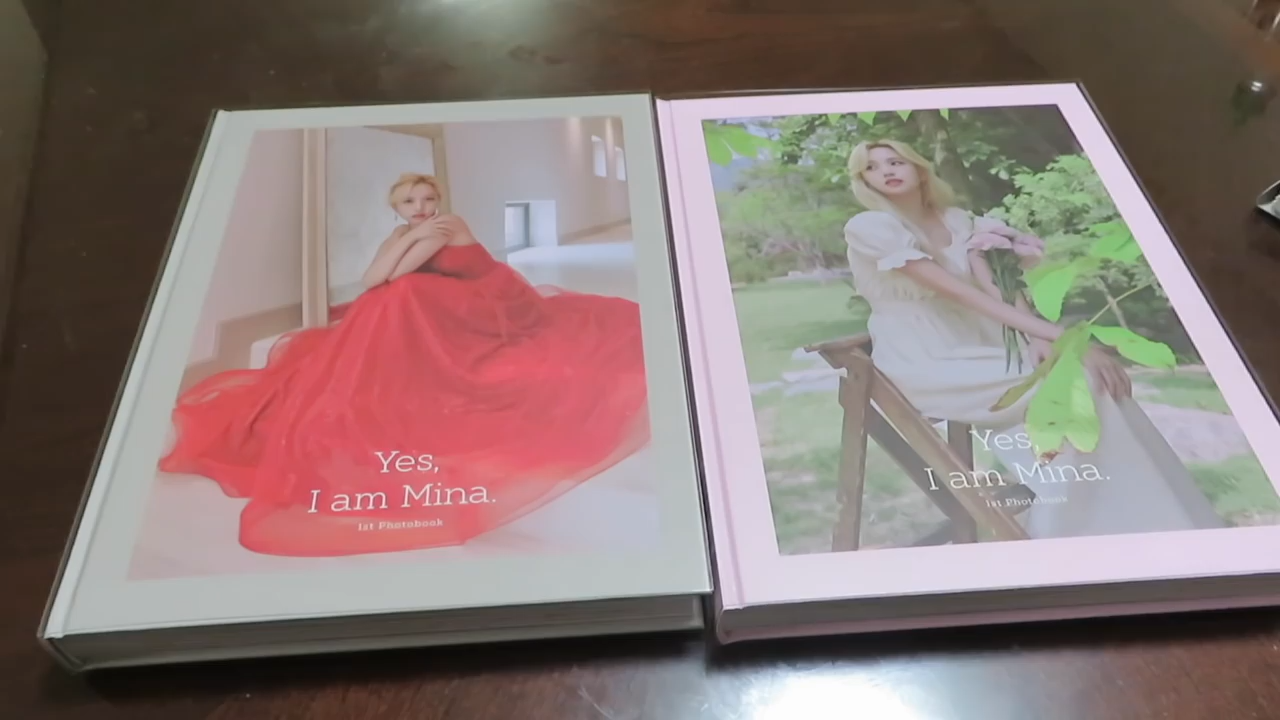 Yes,
I am Mina.
1st Photobook
Yes,
I am Mina.
1st Photobook